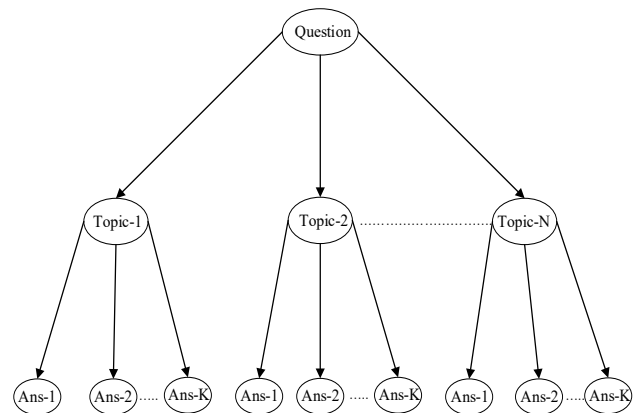 Question
Topic-1 Topic-2 ........ Topic-N
Ans-1 Ans-2 ..... Ans-K Ans-1 Ans-2 ..... Ans-K Ans-1 Ans-2 ..... Ans-K